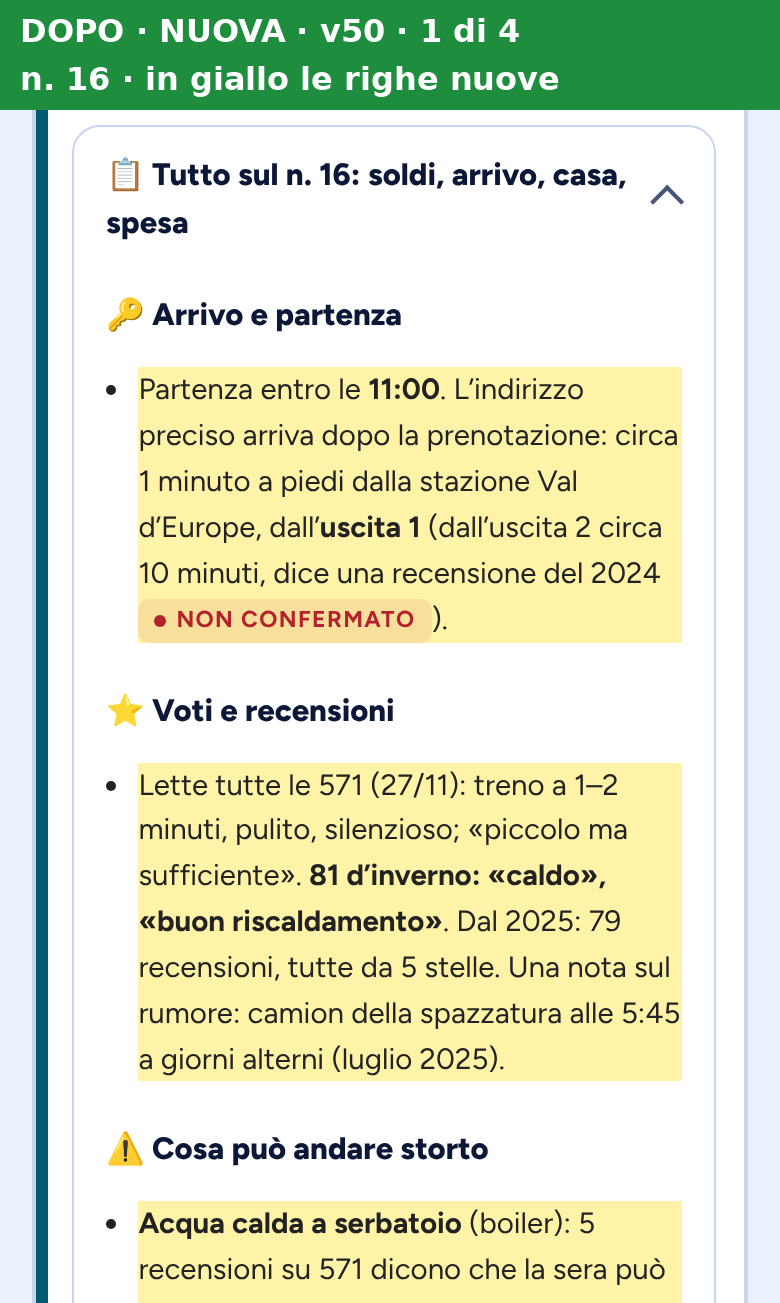 DOPO · NUOVA · v50 · 1 di 4
n. 16 · in giallo le righe nuove
📋 Tutto sul n. 16: soldi, arrivo, casa,
spesa
🔑 Arrivo e partenza
• Partenza entro le 11:00. L’indirizzo
preciso arriva dopo la prenotazione: circa
1 minuto a piedi dalla stazione Val
d’Europe, dall’uscita 1 (dall’uscita 2 circa
10 minuti, dice una recensione del 2024
● NON CONFERMATO ).
⭐ Voti e recensioni
• Lette tutte le 571 (27/11): treno a 1–2
minuti, pulito, silenzioso; «piccolo ma
sufficiente». 81 d’inverno: «caldo»,
«buon riscaldamento». Dal 2025: 79
recensioni, tutte da 5 stelle. Una nota sul
rumore: camion della spazzatura alle 5:45
a giorni alterni (luglio 2025).
⚠️ Cosa può andare storto
• Acqua calda a serbatoio (boiler): 5
recensioni su 571 dicono che la sera può